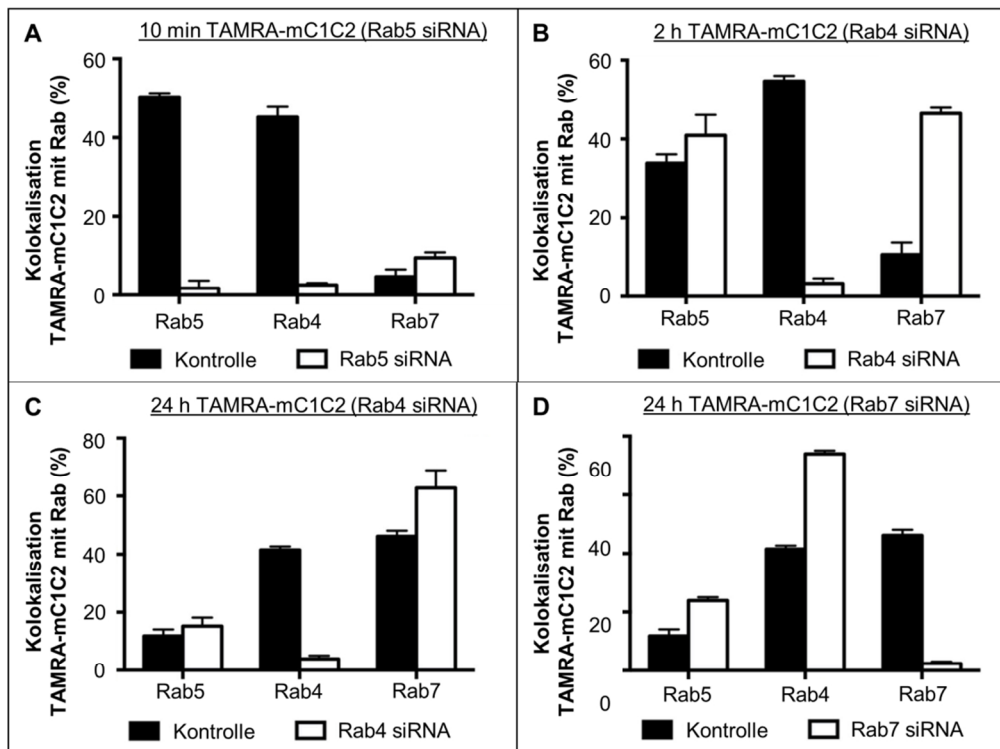 A
10 min TAMRA-mC1C2 (Rab5 siRNA)
Kolokalisation
TAMRA-mC1C2 mit Rab (%)
60
40
20
0
Rab5 Rab4 Rab7
Kontrolle Rab5 siRNA
B
2 h TAMRA-mC1C2 (Rab4 siRNA)
Kolokalisation
TAMRA-mC1C2 mit Rab (%)
60
40
20
0
Rab5 Rab4 Rab7
Kontrolle Rab4 siRNA
C
24 h TAMRA-mC1C2 (Rab4 siRNA)
Kolokalisation
TAMRA-mC1C2 mit Rab (%)
80
60
40
20
0
Rab5 Rab4 Rab7
Kontrolle Rab4 siRNA
D
24 h TAMRA-mC1C2 (Rab7 siRNA)
Kolokalisation
TAMRA-mC1C2 mit Rab (%)
60
40
20
0
Rab5 Rab4 Rab7
Kontrolle Rab7 siRNA